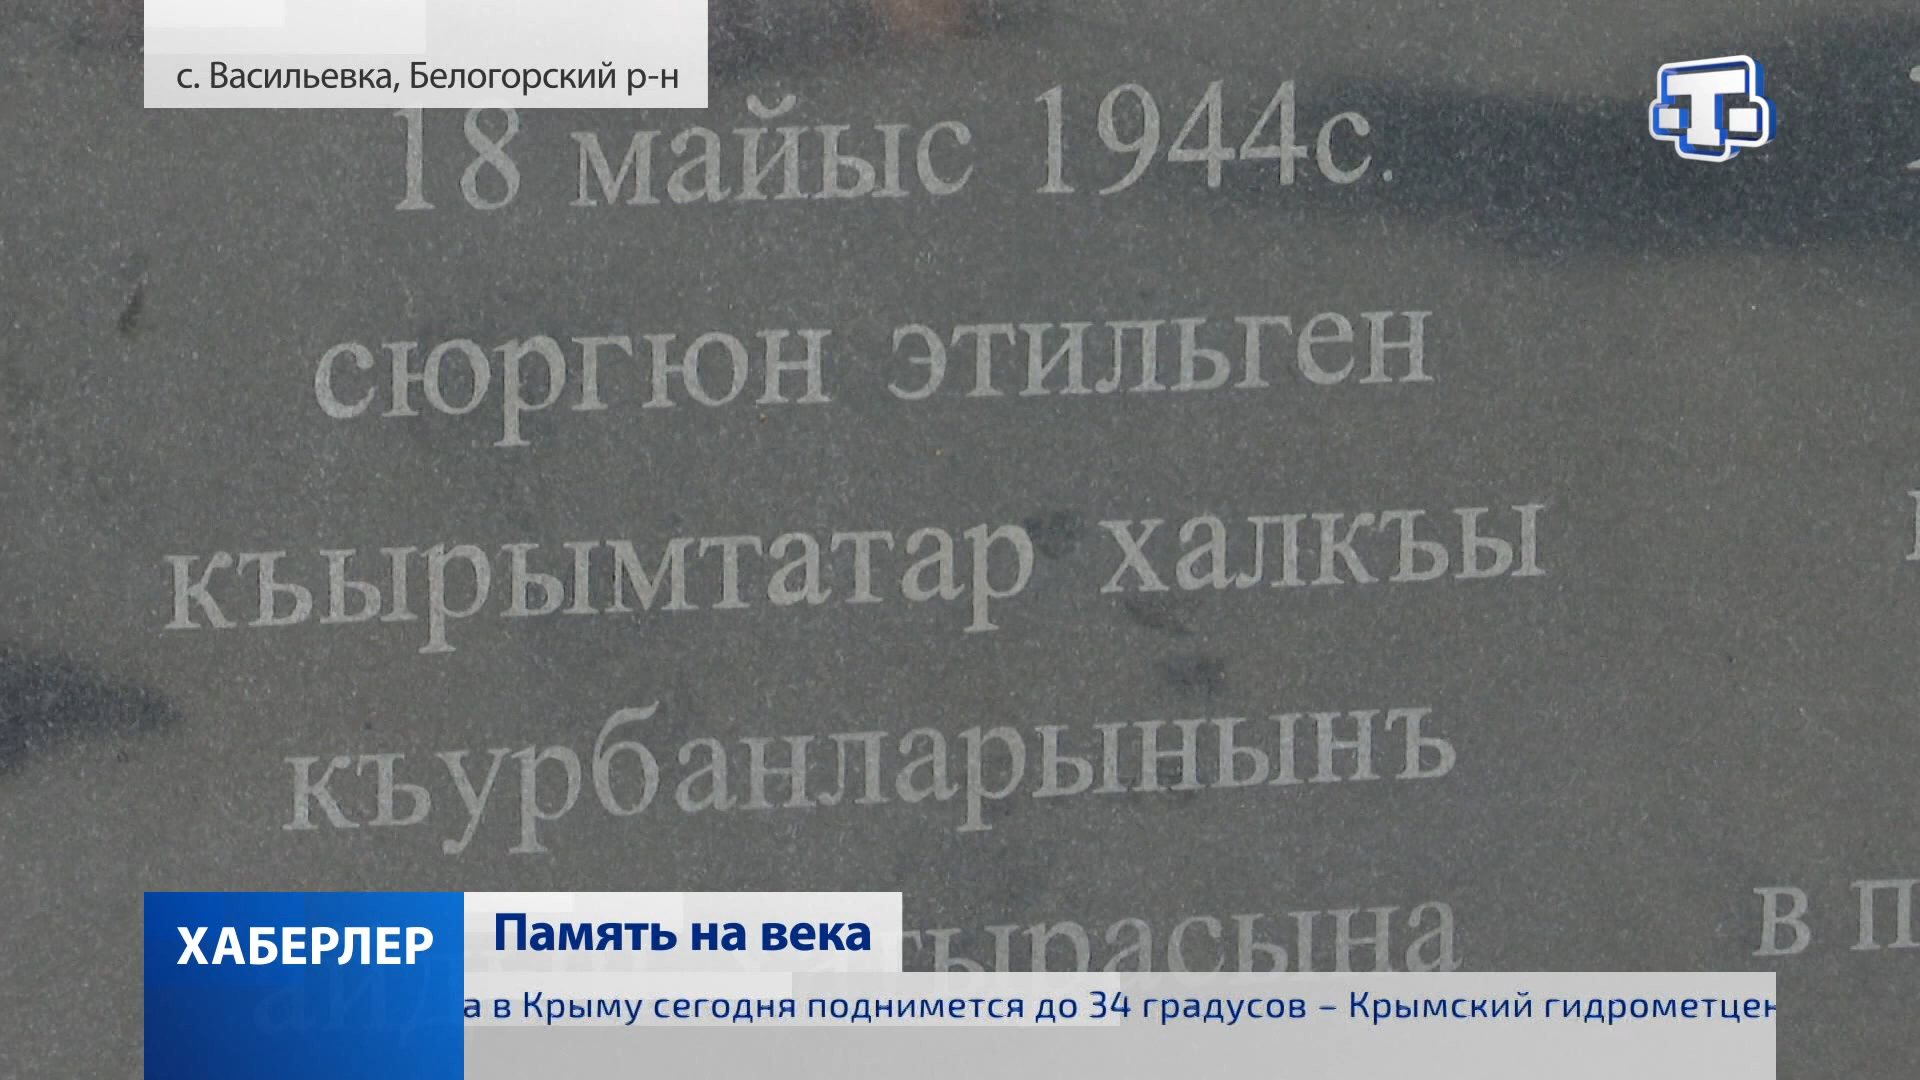 с. Васильевка, Белогорский р-н
18 майыс 1944с.
сюргюн этильген
къырымтатар халкъы
къурбанларынынъ
в п
ХАБЕРЛЕР
Память на века
а в Крыму сегодня поднимется до 34 градусов – Крымский гидрометцен